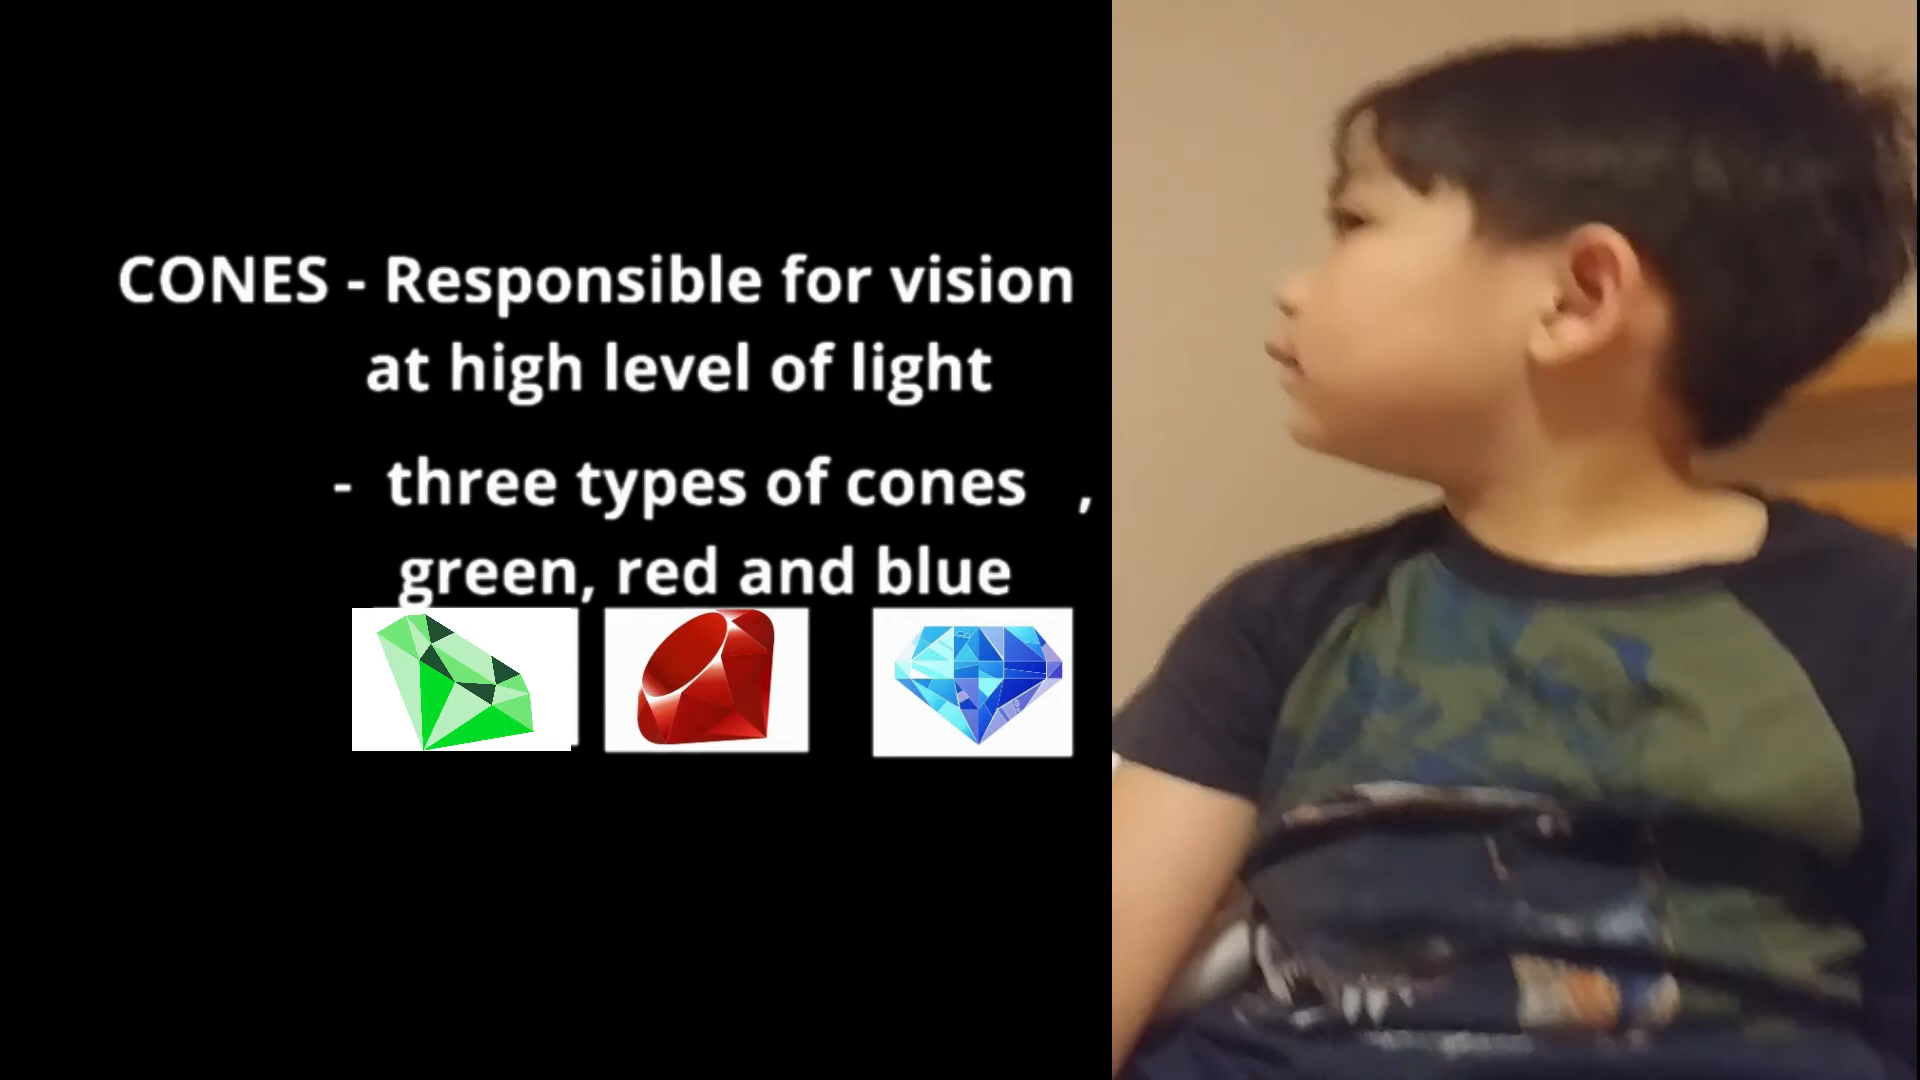 CONES - Responsible for vision
at high level of light
- three types of cones ,
green, red and blue